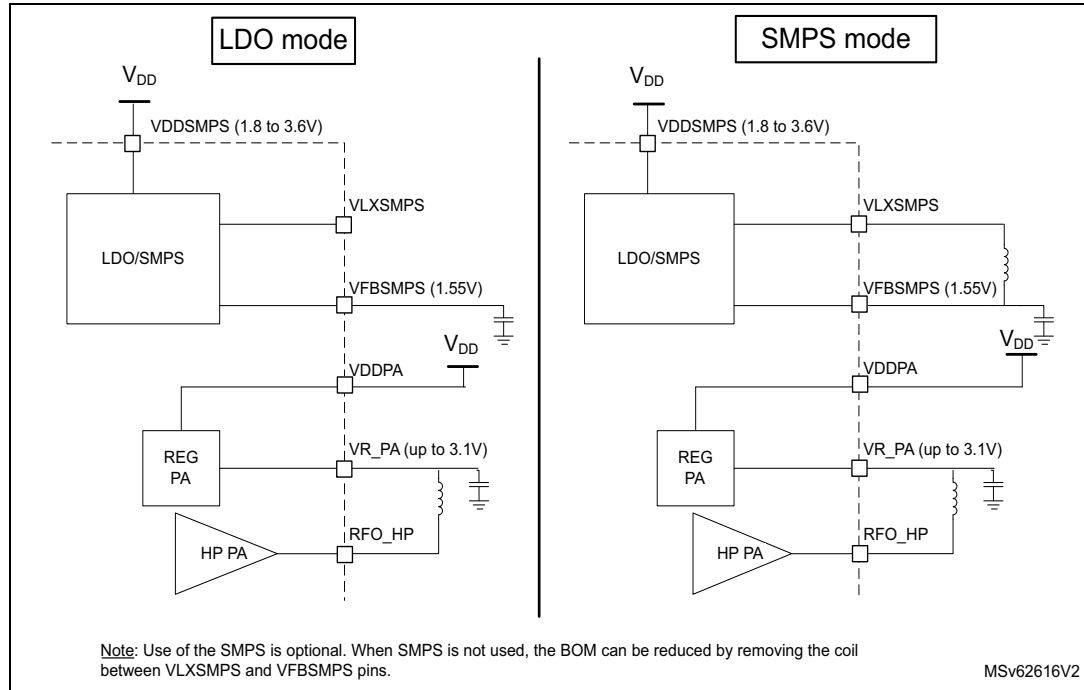 LDO mode
VDD
VDDSMPS (1.8 to 3.6V)
LDO/SMPS
VLXSMPS
VFBSMPS (1.55V)
VDD
VDDPA
REG
PA
VR_PA (up to 3.1V)
HP PA
RFO_HP
SMPS mode
VDD
VDDSMPS (1.8 to 3.6V)
LDO/SMPS
VLXSMPS
VFBSMPS (1.55V)
VDD
VDDPA
REG
PA
VR_PA (up to 3.1V)
HP PA
RFO_HP
Note: Use of the SMPS is optional. When SMPS is not used, the BOM can be reduced by removing the coil
between VLXSMPS and VFBSMPS pins.
MSv62616V2